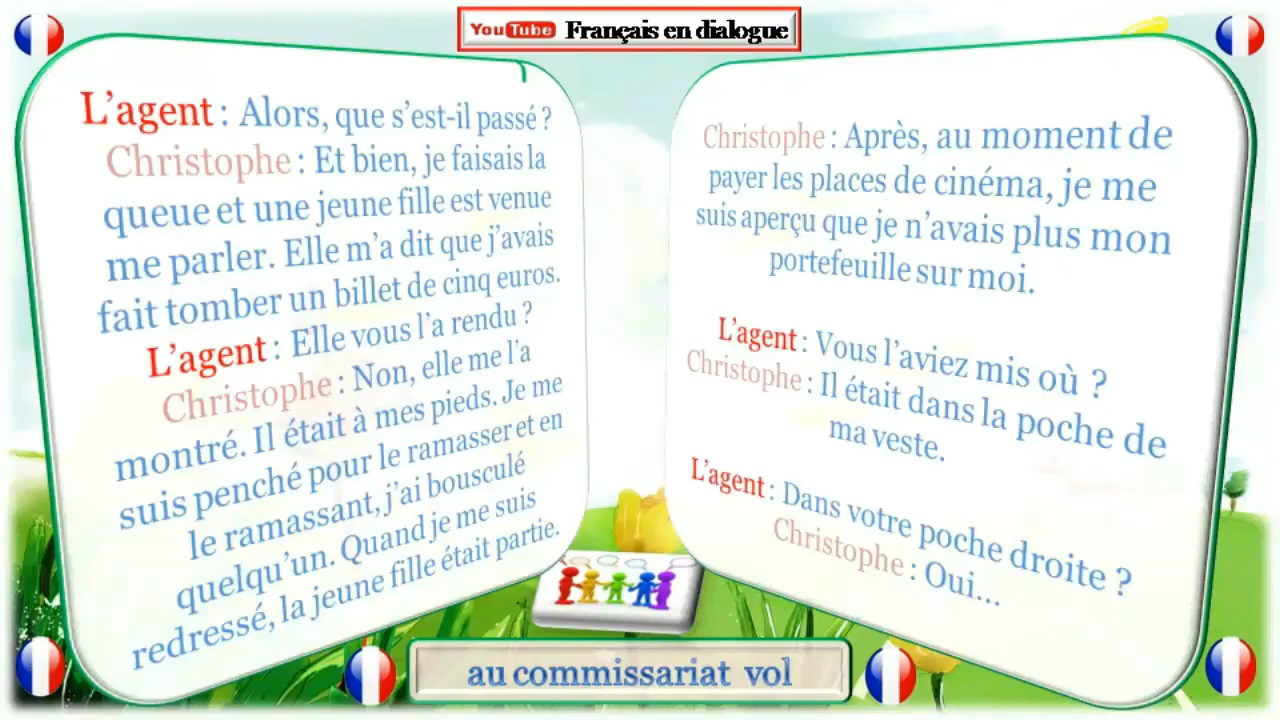 YouTube Français en dialogue
L'agent : Alors, que s'est-il passé ?
Christophe : Et bien, je faisais la
queue et une jeune fille est venue
me parler. Elle m'a dit que j'avais
fait tomber un billet de cinq euros.
L'agent : Elle vous l'a rendu ?
Christophe : Non, elle me l'a
montré. Il était à mes pieds. Je me
suis penché pour le ramasser et en
le ramassant, j'ai bousculé
quelqu'un. Quand je me suis
redressé, la jeune fille était partie.
Christophe : Après, au moment de
payer les places de cinéma, je me
suis aperçu que je n'avais plus mon
portefeuille sur moi.
L'agent : Vous l'aviez mis où ?
Christophe : Il était dans la poche de
ma veste.
L'agent : Dans votre poche droite ?
Christophe : Oui...
au commissariat vol